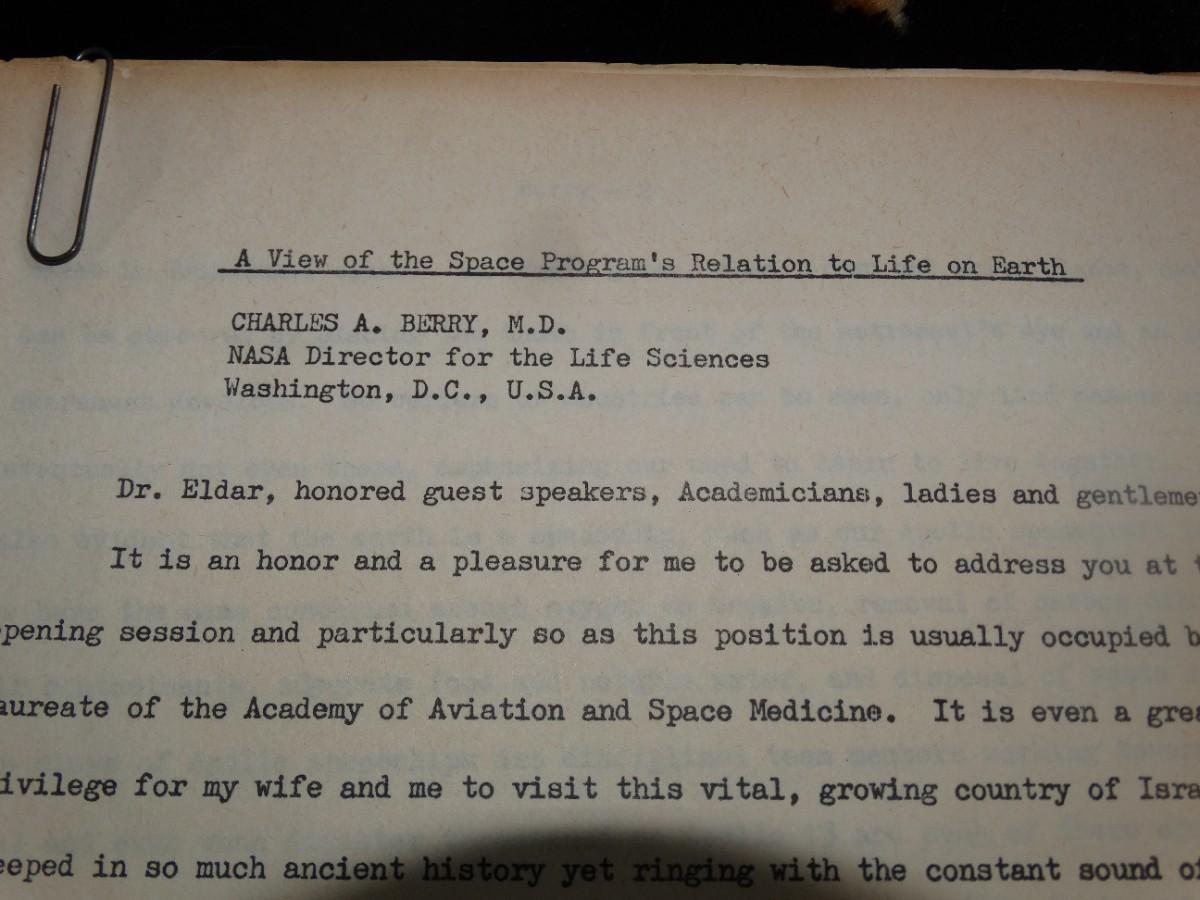 A View of the Space Program's Relation to Life on Earth
CHARLES A. BERRY, M.D.
NASA Director for the Life Sciences
Washington, D.C., U.S.A.
Dr. Eldar, honored guest speakers, Academicians, ladies and gentleme
It is an honor and a pleasure for me to be asked to address you at t
pening session and particularly so as this position is usually occupied b
aureate of the Academy of Aviation and Space Medicine. It is even a grea
ivilege for my wife and me to visit this vital, growing country of Isra
eeped in so much ancient history yet ringing with the constant sound of